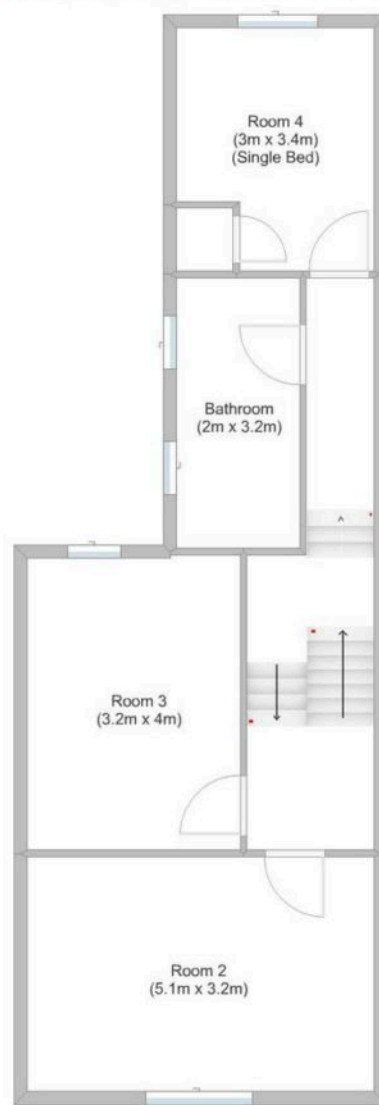 Room 4
(3m x 3.4m)
(Single Bed)
Bathroom
(2m x 3.2m)
Room 3
(3.2m x 4m)
Room 2
(5.1m x 3.2m)